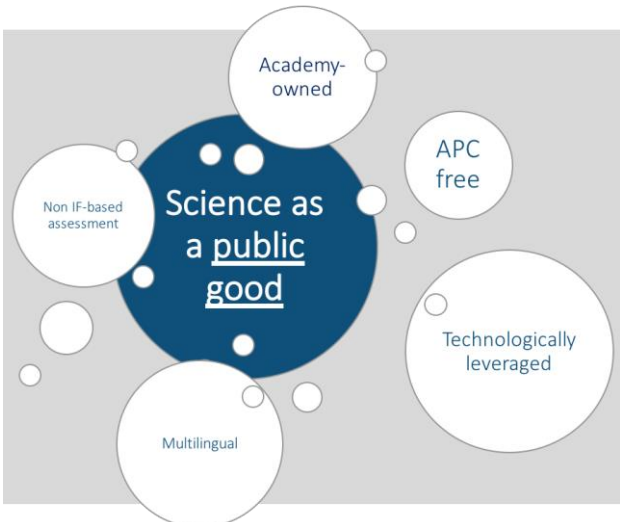 Academy-
owned
APC
free
Non IF-based
assessment
Science as
a public
good
Technologically
leveraged
Multilingual